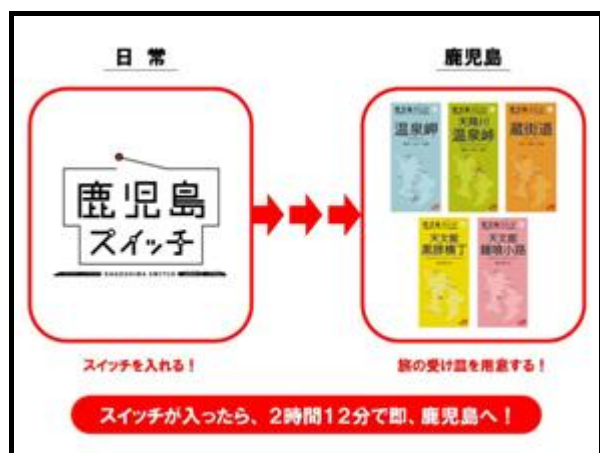 日常
鹿児島
鹿児島
スイッチ
KAGOSHIMA SWITCH
温泉岬
天降川
温泉峠
蔵街道
天文館
黒豚横丁
天文館
麺喰小路
スイッチを入れる！
旅の受け皿を用意する！
スイッチが入ったら、2時間12分で即、鹿児島へ！